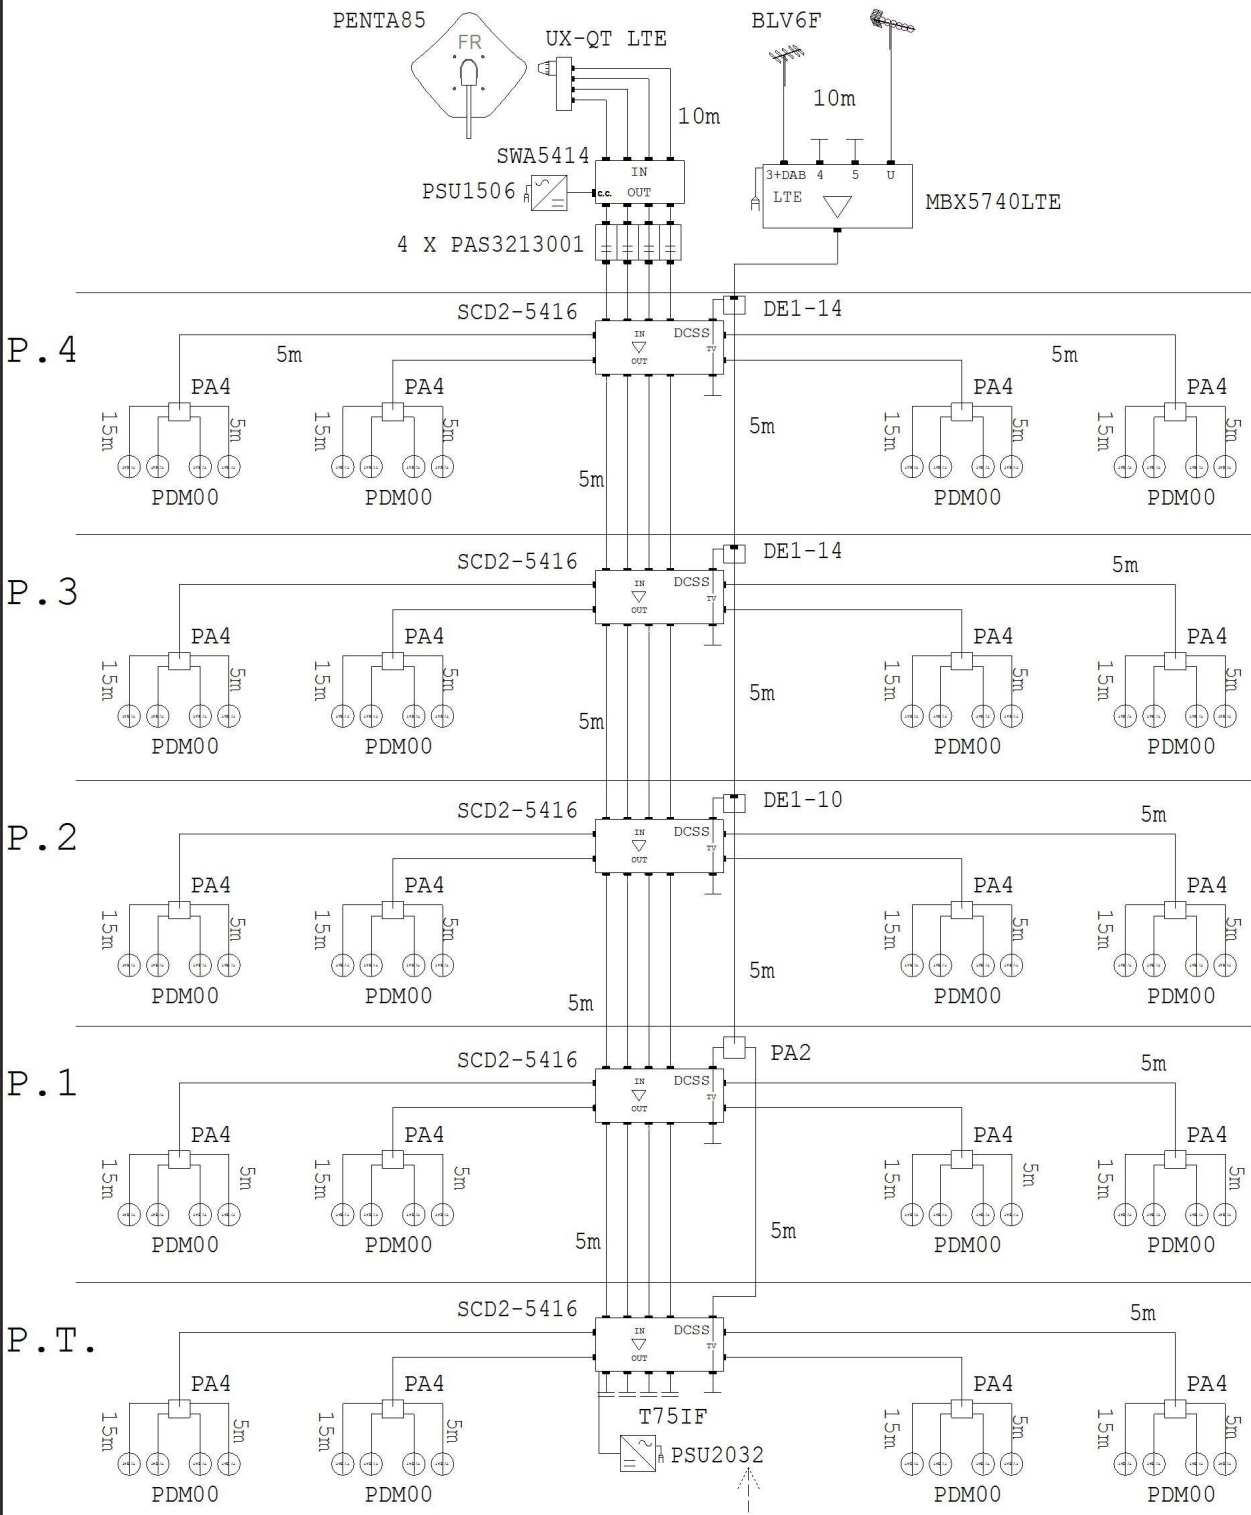 PENTA85
FR
UX-QT LTE
BLV6F
10m
10m
SWA5414
IN
OUT
c.c.
PSU1506
3+DAB 4 5 U
LTE
MBX5740LTE
4 X PAS3213001
P.4
SCD2-5416
DE1-14
IN
OUT
DCSS
TV
5m
5m
PA4
PA4
PA4
PA4
15m
5m
15m
5m
15m
5m
15m
5m
5m
5m
PDM00
PDM00
PDM00
PDM00
P.3
SCD2-5416
DE1-14
IN
OUT
DCSS
TV
5m
PA4
PA4
PA4
PA4
15m
5m
15m
5m
15m
5m
15m
5m
5m
5m
PDM00
PDM00
PDM00
PDM00
P.2
SCD2-5416
DE1-10
IN
OUT
DCSS
TV
5m
PA4
PA4
PA4
PA4
15m
5m
15m
5m
15m
5m
15m
5m
5m
5m
PDM00
PDM00
PDM00
PDM00
P.1
SCD2-5416
PA2
IN
OUT
DCSS
TV
5m
PA4
PA4
PA4
PA4
15m
5m
15m
5m
15m
5m
15m
5m
5m
5m
PDM00
PDM00
PDM00
PDM00
P.T.
SCD2-5416
IN
OUT
DCSS
TV
5m
PA4
PA4
PA4
PA4
15m
5m
15m
5m
15m
5m
15m
5m
T75IF
PSU2032
PDM00
PDM00
PDM00
PDM00